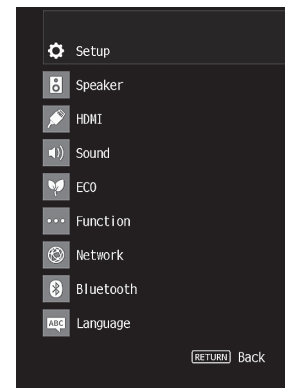 Setup
Speaker
HDMI
Sound
ECO
Function
Network
Bluetooth
ABC Language
RETURN Back